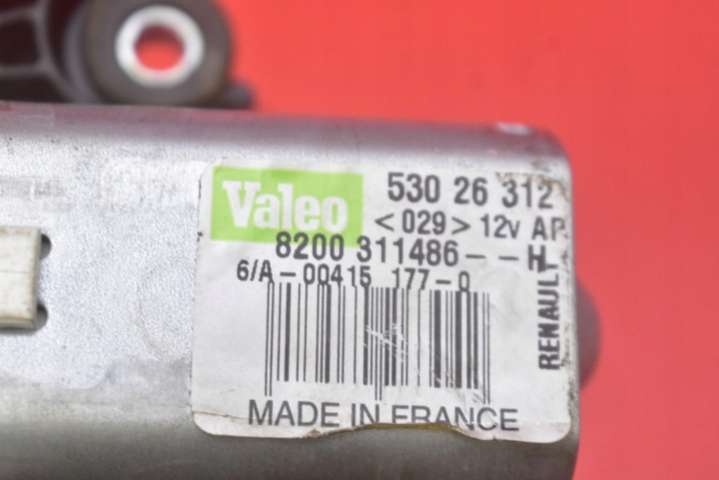 Valeo 530 26 312
<029> 12v AP
8200 311486--H
6/A-00415 177-0
RENAULT
MADE IN FRANCE